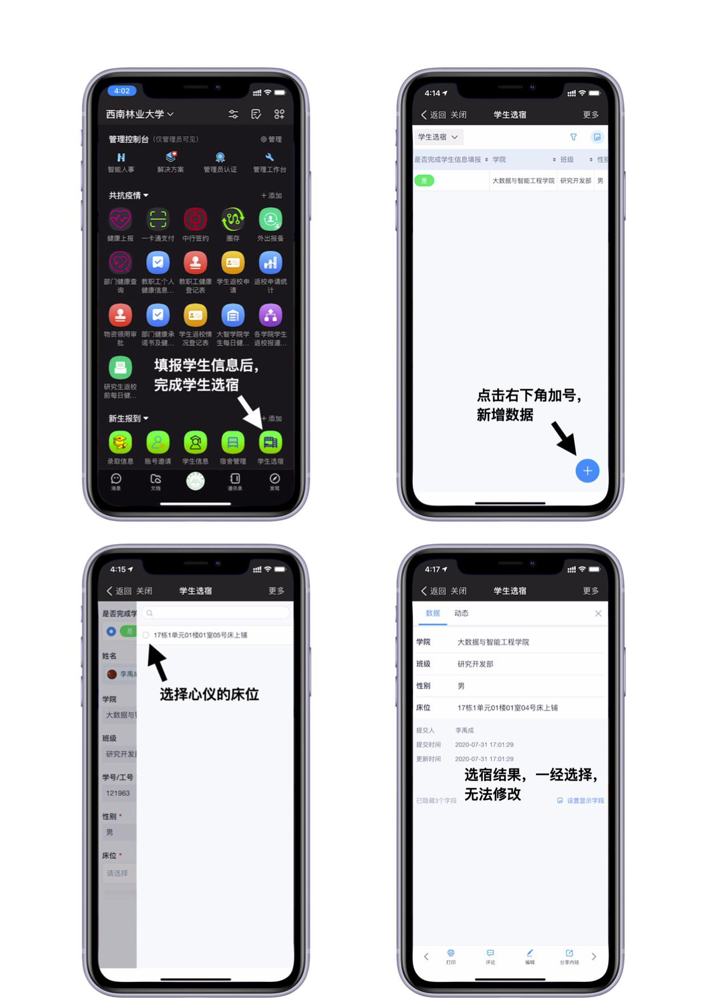 4:02
西南林业大学
管理控制台（仅管理员可见） 管理
智能人事 解决方案 管理员认证 管理工作台
共抗疫情 +添加
健康上报 一卡通支付 中行签约 圈存 外出报备
部门健康查询 教职工个人健康信息... 教职工健康登记表 学生返校申请 返校申请统计
物资领用审批 部门健康承诺书及健... 学生返校情况登记表 大智学院学生每日健... 各学院学生返校报道...
研究生返校前每日健...
填报学生信息后，
完成学生选宿
新生报到 +添加
录取信息 账号邀请 学生信息 宿舍管理 学生选宿
消息 文档 通讯录 发现
4:14
返回 关闭 学生选宿 更多
学生选宿
是否完成学生信息填报 学院 班级 性别
是 大数据与智能工程学院 研究开发部 男
点击右下角加号，
新增数据
4:15
返回 关闭 学生选宿 更多
是否完成学
是
17栋1单元01楼01室05号床上铺
姓名
李禹成
选择心仪的床位
学院
大数据与智
班级
研究开发部
学号/工号
121963
性别 *
男
床位 *
请选择
4:17
返回 关闭 学生选宿 更多
数据 动态
学院 大数据与智能工程学院
班级 研究开发部
性别 男
床位 17栋1单元01楼01室04号床上铺
提交人 李禹成
提交时间 2020-07-31 17:01:29
更新时间 2020-07-31 17:01:29
选宿结果，一经选择，
无法修改
已隐藏3个字段 设置显示字段
打印 评论 编辑 分享内链